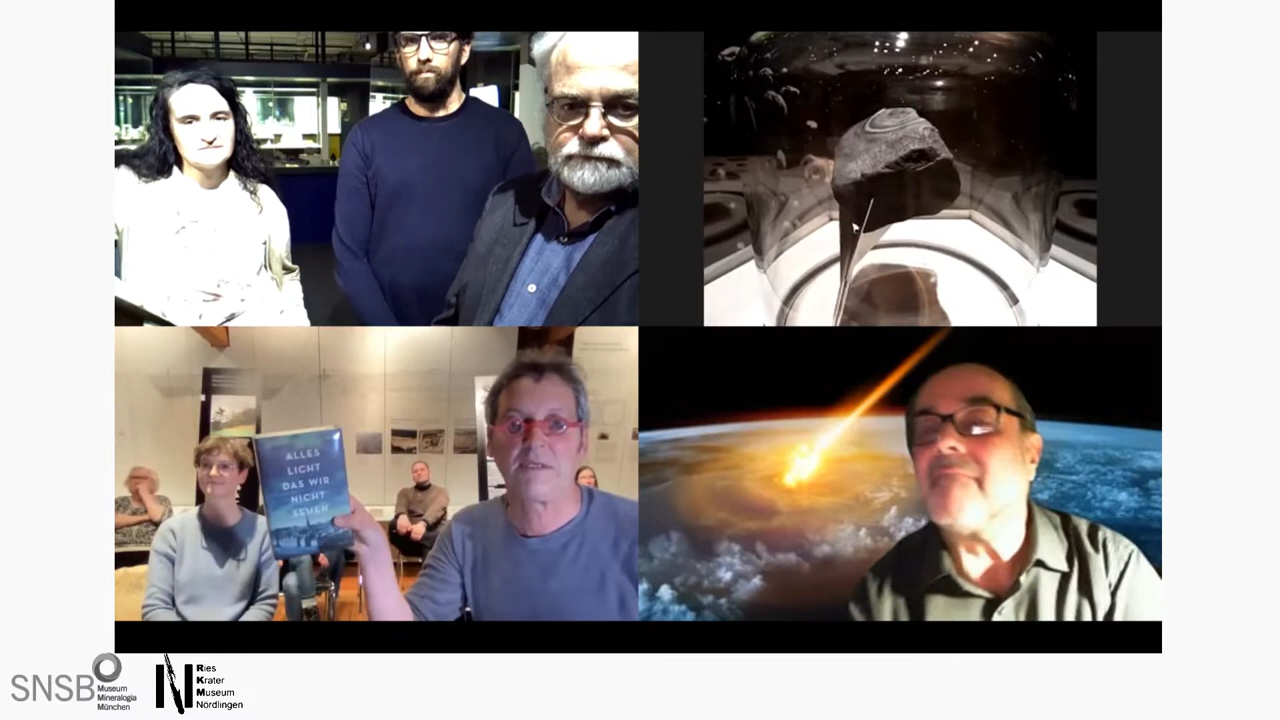 ALLES
LICHT
DAS WIR
NICHT
SEHEN
SNSB
Museum
Mineralogia
München
Ries
Krater
Museum
Nördlingen